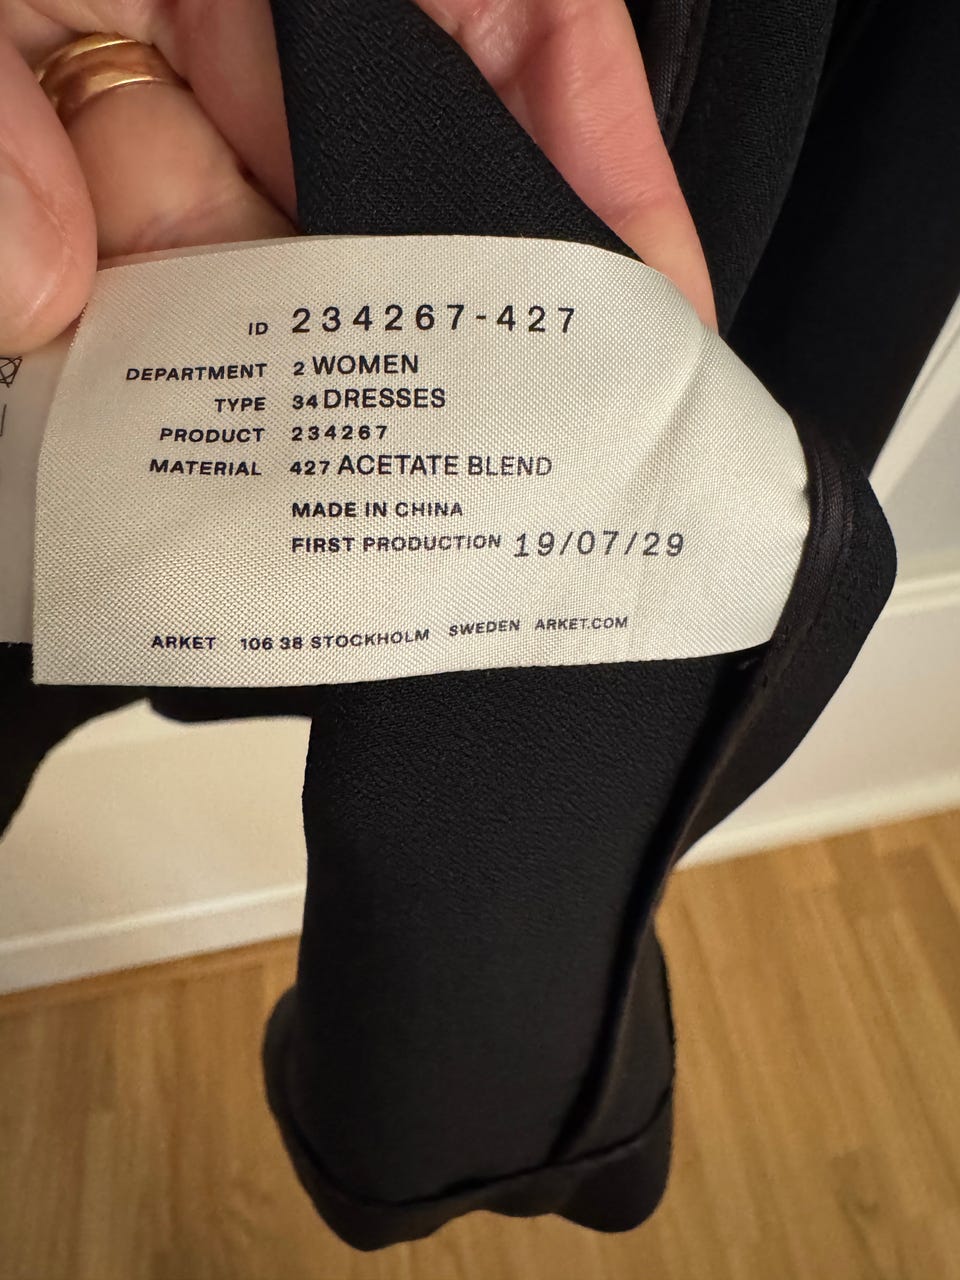 ID 234267-427
DEPARTMENT 2 WOMEN
TYPE 34 DRESSES
PRODUCT 234267
MATERIAL 427 ACETATE BLEND
MADE IN CHINA
FIRST PRODUCTION 19/07/29
ARKET 106 38 STOCKHOLM SWEDEN ARKET.COM